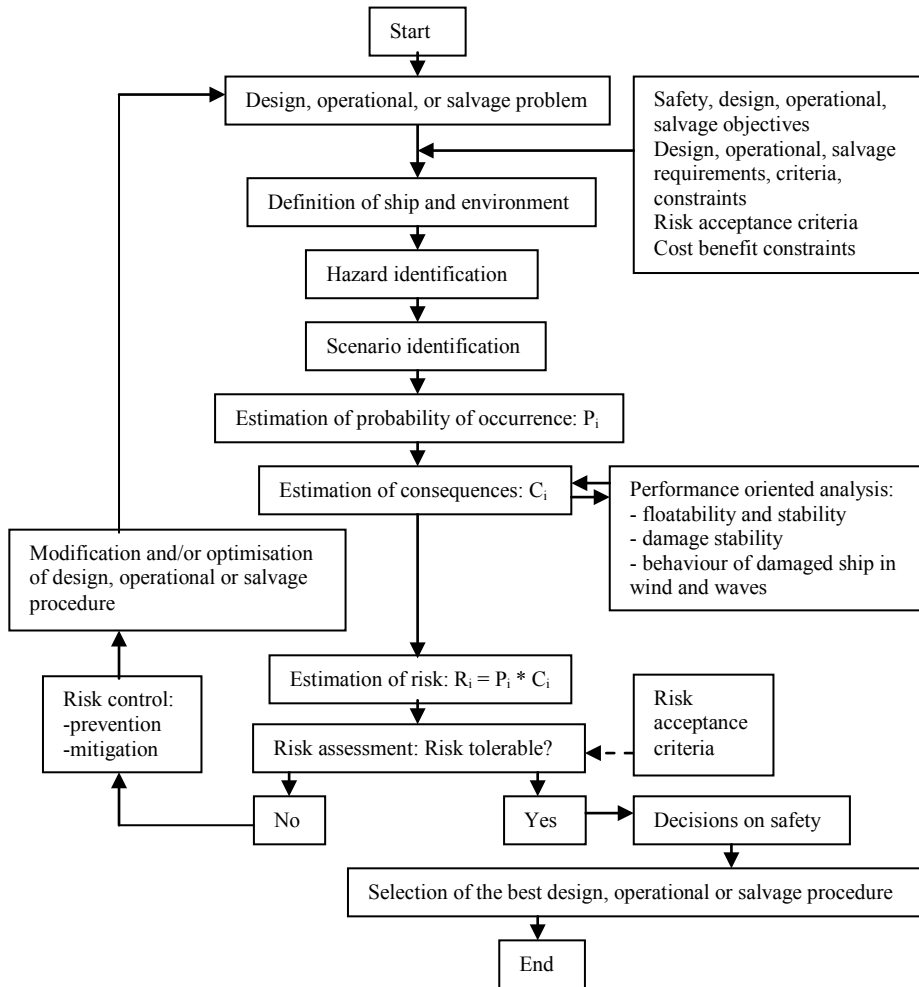 Start
Design, operational, or salvage problem
Safety, design, operational,
salvage objectives
Design, operational, salvage
requirements, criteria,
constraints
Risk acceptance criteria
Cost benefit constraints
Definition of ship and environment
Hazard identification
Scenario identification
Estimation of probability of occurrence: Pᵢ
Estimation of consequences: Cᵢ
Performance oriented analysis:
- floatability and stability
- damage stability
- behaviour of damaged ship in
wind and waves
Modification and/or optimisation
of design, operational or salvage
procedure
Estimation of risk: Rᵢ = Pᵢ * Cᵢ
Risk control:
-prevention
-mitigation
Risk
acceptance
criteria
Risk assessment: Risk tolerable?
No
Yes
Decisions on safety
Selection of the best design, operational or salvage procedure
End